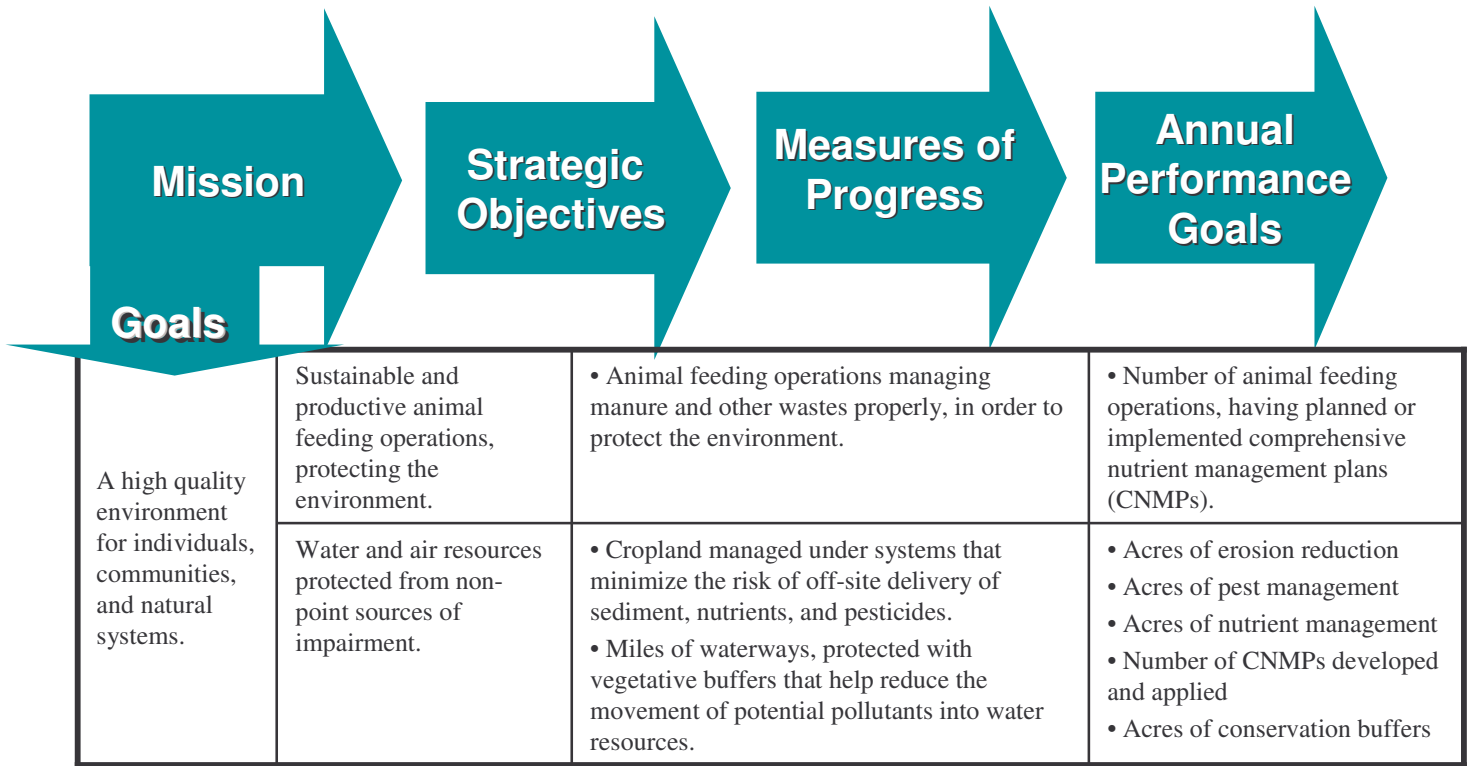 Mission
Goals
Strategic
Objectives
Measures of
Progress
Annual
Performance
Goals
A high quality
environment
for individuals,
communities,
and natural
systems.
Sustainable and
productive animal
feeding operations,
protecting the
environment.
• Animal feeding operations managing
manure and other wastes properly, in order to
protect the environment.
• Number of animal feeding
operations, having planned or
implemented comprehensive
nutrient management plans
(CNMPs).
Water and air resources
protected from non-
point sources of
impairment.
• Cropland managed under systems that
minimize the risk of off-site delivery of
sediment, nutrients, and pesticides.
• Miles of waterways, protected with
vegetative buffers that help reduce the
movement of potential pollutants into water
resources.
• Acres of erosion reduction
• Acres of pest management
• Acres of nutrient management
• Number of CNMPs developed
and applied
• Acres of conservation buffers